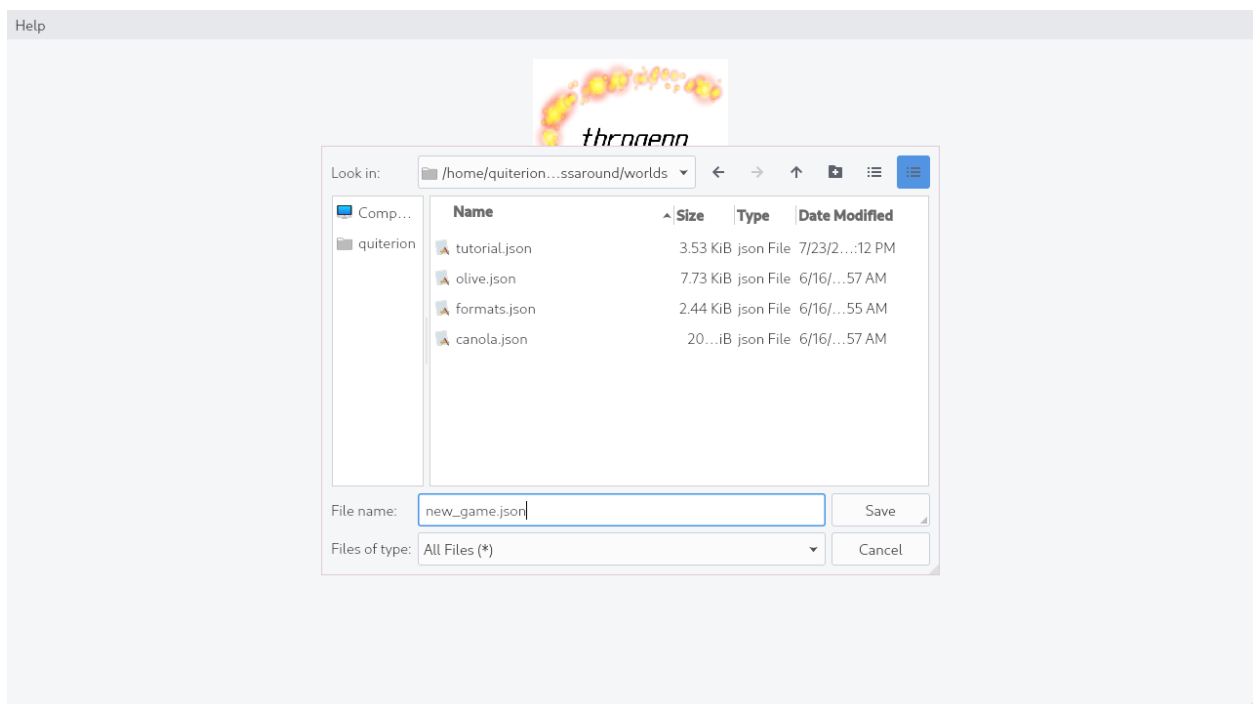 Help
Look in: /home/quiterion...ssaround/worlds
Comp...
quiterion
Name Size Type Date Modified
tutorial.json 3.53 KiB json File 7/23/2...:12 PM
olive.json 7.73 KiB json File 6/16/...57 AM
formats.json 2.44 KiB json File 6/16/...55 AM
canola.json 20...iB json File 6/16/...57 AM
File name: new_game.json Save
Files of type: All Files (*) Cancel